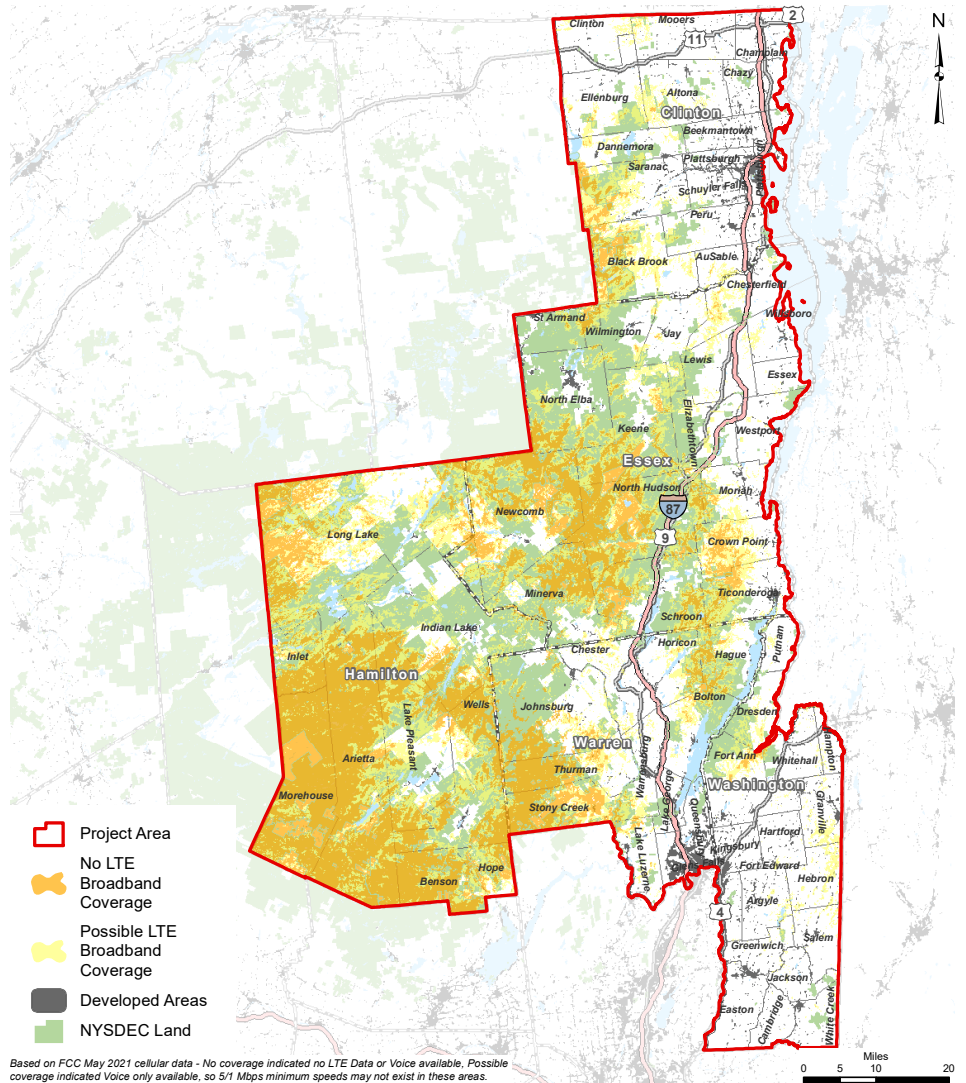 Clinton
Mooers
2
N
11
Champlain
Chazy
Ellenburg
Altona
Clinton
Beekmantown
Dannemora
Plattsburgh
Plattsburgh
Saranac
Schuyler Falls
Peru
Black Brook
AuSable
Chesterfield
St Armand
Willsboro
Wilmington
Jay
Lewis
Essex
North Elba
Elizabethtown
Keene
Westport
Essex
North Hudson
Moriah
87
Newcomb
Long Lake
9
Crown Point
Minerva
Ticonderoga
Schroon
Indian Lake
Horicon
Putnam
Inlet
Chester
Hague
Hamilton
Bolton
Wells
Johnsburg
Lake Pleasant
Dresden
Warren
Hampton
Arietta
Thurman
Warrensburg
Fort Ann
Whitehall
Washington
Morehouse
Stony Creek
Lake George
Queensbury
Granville
Hartford
Kingsbury
Lake Luzerne
Glens Falls
Hope
Fort Edward
Benson
Hebron
Argyle
4
Salem
Greenwich
Jackson
Easton
Cambridge
White Creek
Project Area
No LTE
Broadband
Coverage
Possible LTE
Broadband
Coverage
Developed Areas
NYSDEC Land
Based on FCC May 2021 cellular data - No coverage indicated no LTE Data or Voice available, Possible
coverage indicated Voice only available, so 5/1 Mbps minimum speeds may not exist in these areas.
Miles
0 5 10 20